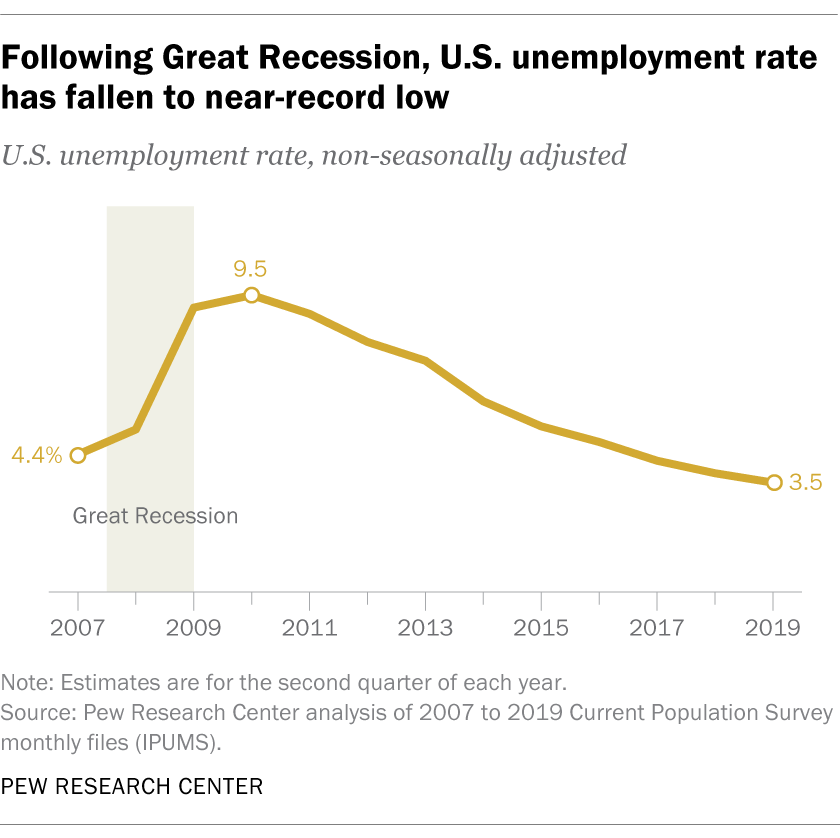 Following Great Recession, U.S. unemployment rate
has fallen to near-record low
U.S. unemployment rate, non-seasonally adjusted
9.5
4.4%
3.5
Great Recession
2007 2009 2011 2013 2015 2017 2019
Note: Estimates are for the second quarter of each year.
Source: Pew Research Center analysis of 2007 to 2019 Current Population Survey
monthly files (IPUMS).
PEW RESEARCH CENTER